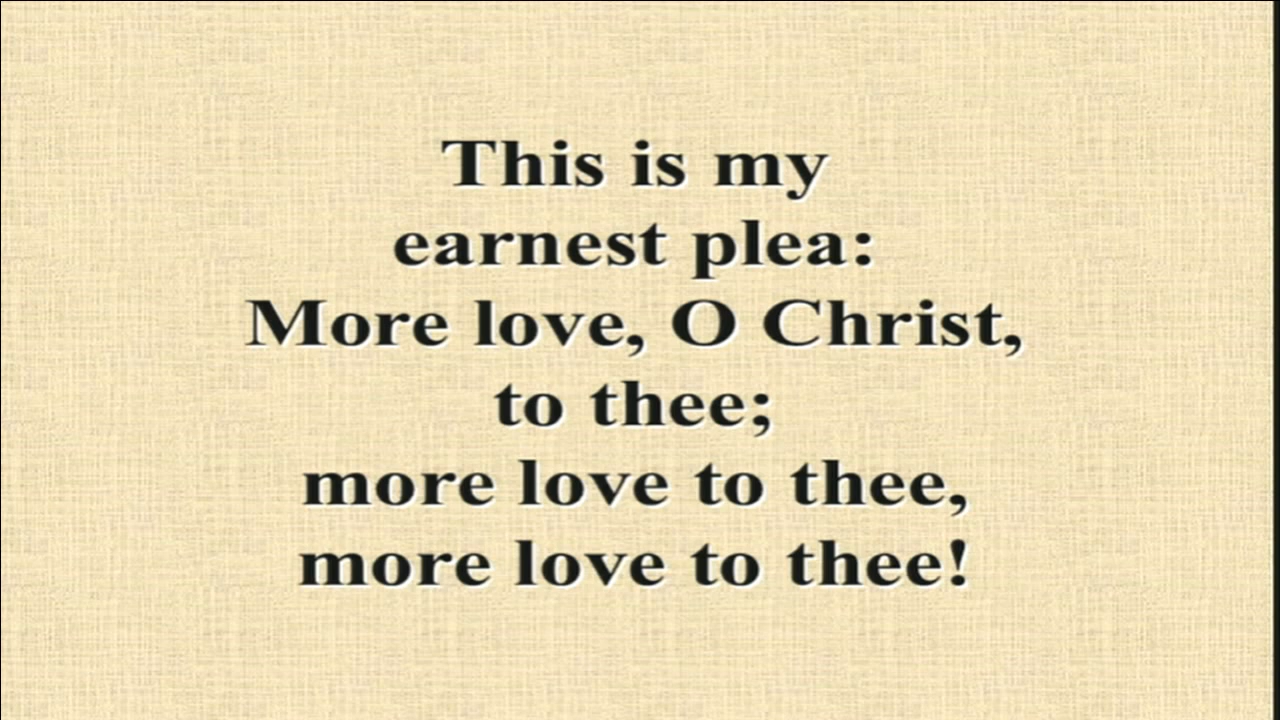 This is my
earnest plea:
More love, O Christ,
to thee;
more love to thee,
more love to thee!